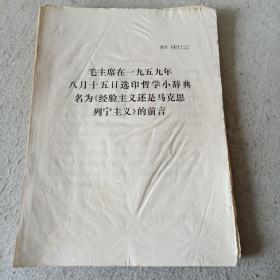 毛主席在一九五九年
八月十五日选印哲学小辞典
名为《经验主义还是马克思
列宁主义》的前言